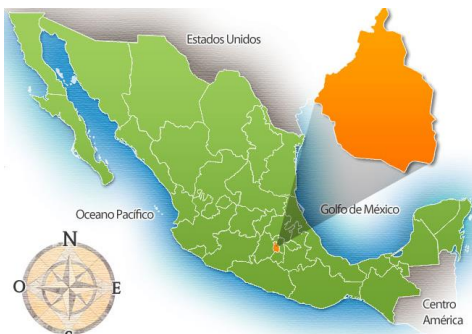 Estados Unidos
Oceano Pacífico
Golfo de México
N
O
E
S
Centro
América